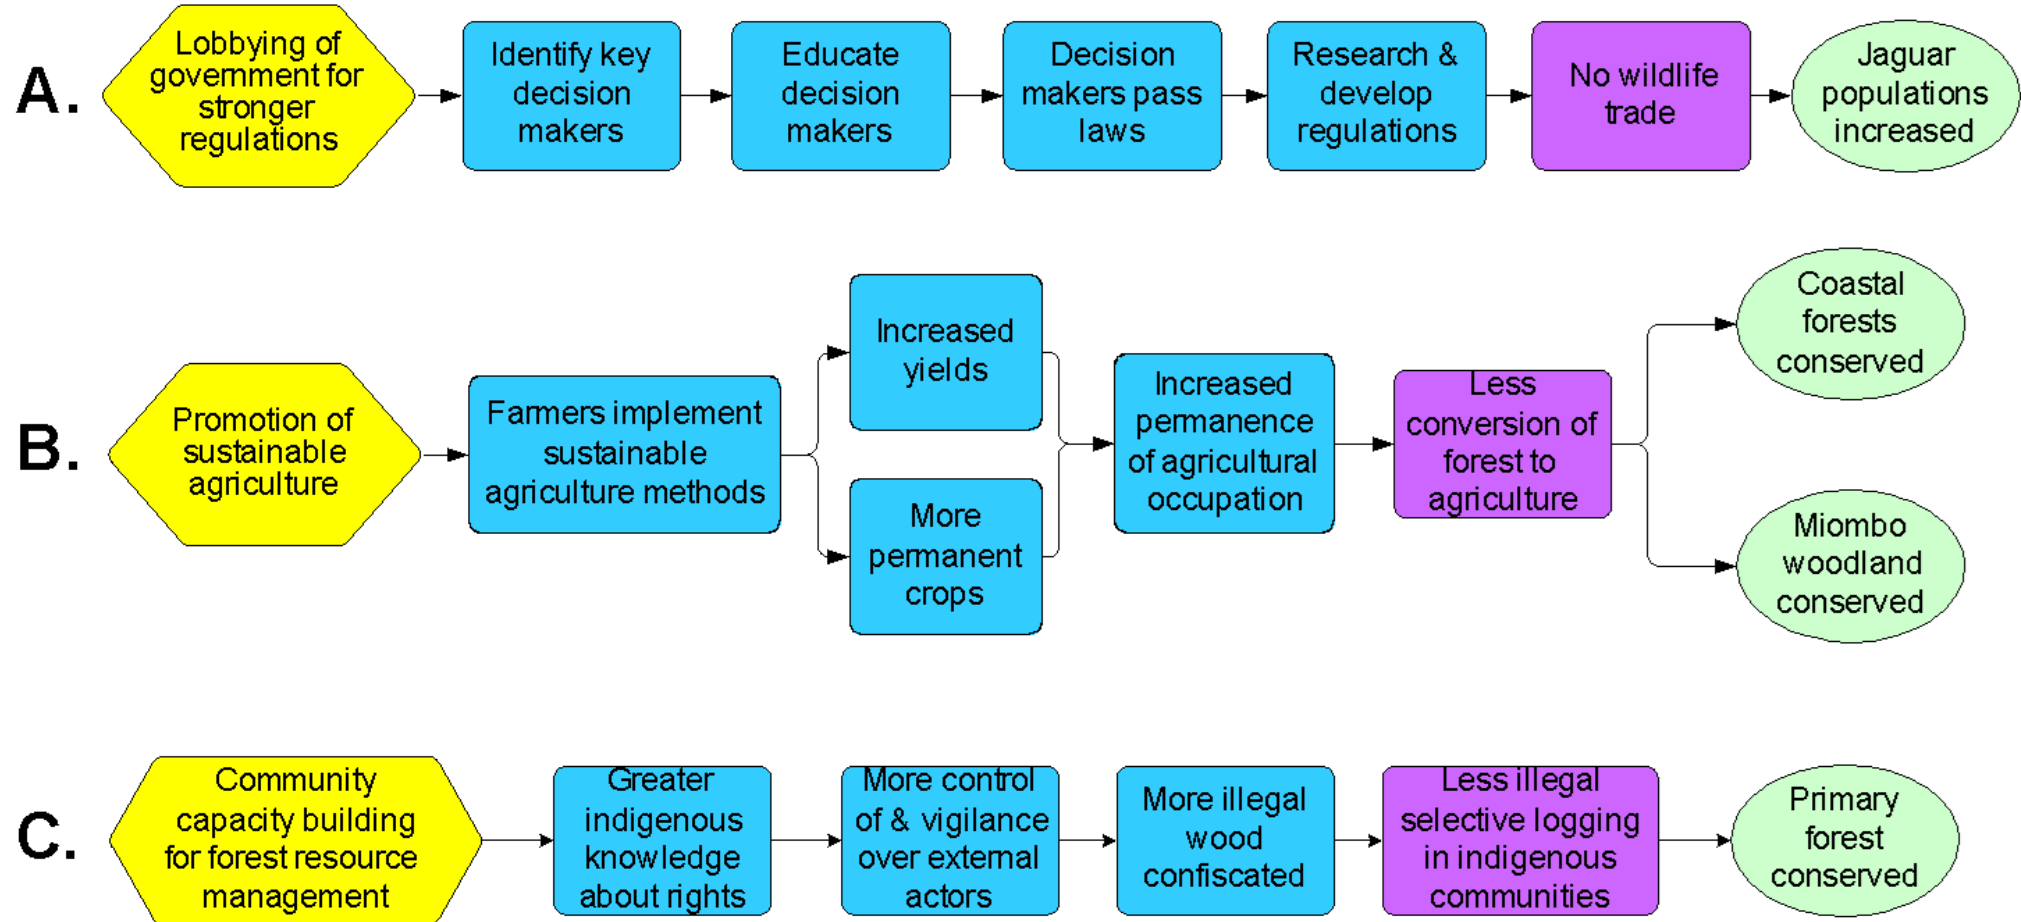 A.
Lobbying of
government for
stronger
regulations
Identify key
decision
makers
Educate
decision
makers
Decision
makers pass
laws
Research &
develop
regulations
No wildlife
trade
Jaguar
populations
increased
B.
Promotion of
sustainable
agriculture
Farmers implement
sustainable
agriculture methods
Increased
yields
More
permanent
crops
Increased
permanence
of agricultural
occupation
Less
conversion of
forest to
agriculture
Coastal
forests
conserved
Miombo
woodland
conserved
C.
Community
capacity building
for forest resource
management
Greater
indigenous
knowledge
about rights
More control
of & vigilance
over external
actors
More illegal
wood
confiscated
Less illegal
selective logging
in indigenous
communities
Primary
forest
conserved